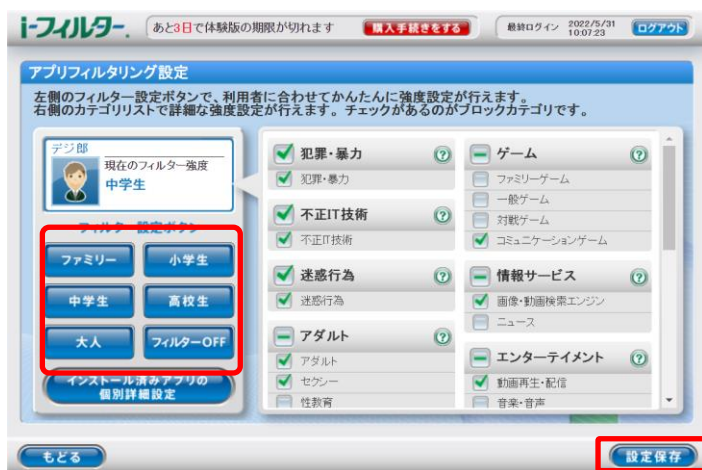 i-フィルター.
あと3日で体験版の期限が切れます
購入手続きをする
最終ログイン 2022/5/31 10:07:23
ログアウト
アプリフィルタリング設定
左側のフィルター設定ボタンで、利用者に合わせてかんたんに強度設定が行えます。
右側のカテゴリリストで詳細な強度設定が行えます。チェックがあるのがブロックカテゴリです。
デジ郎
現在のフィルター強度
中学生
フィルター設定ボタン
ファミリー
小学生
中学生
高校生
大人
フィルターOFF
インストール済みアプリの
個別詳細設定
犯罪・暴力
犯罪・暴力
不正IT技術
不正IT技術
迷惑行為
迷惑行為
アダルト
アダルト
セクシー
性教育
ゲーム
ファミリーゲーム
一般ゲーム
対戦ゲーム
コミュニケーションゲーム
情報サービス
画像・動画検索エンジン
ニュース
エンターテイメント
動画再生・配信
音楽・音声
もどる
設定保存